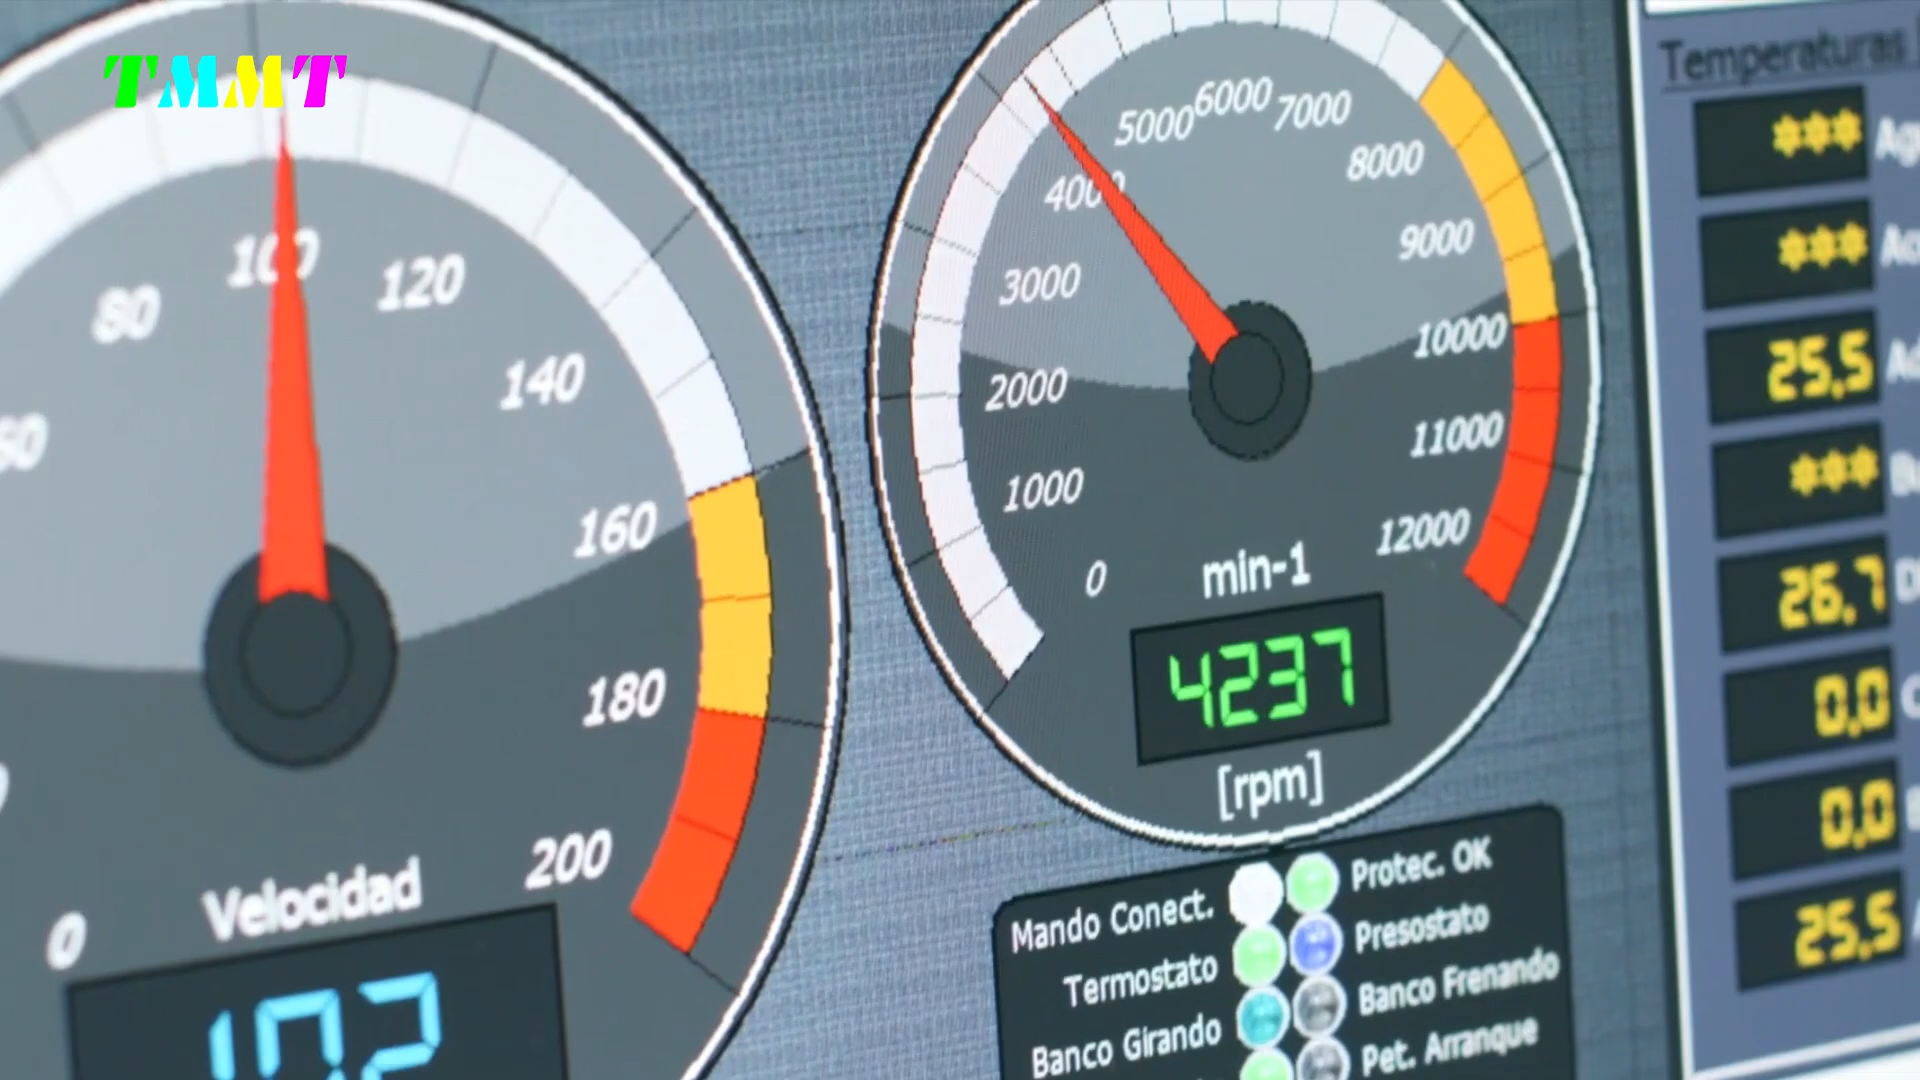 TMMT
80
100
120
140
160
180
200
0
Velocidad
0
1000
2000
3000
4000
5000
6000
7000
8000
9000
10000
11000
12000
min-1
4237
[rpm]
Mando Conect.
Protec. OK
Termostato
Presostato
Banco Girando
Banco Frenando
Pet. Arranque
Temperaturas
***
***
25,5
***
26,7
0,0
0,0
25,5